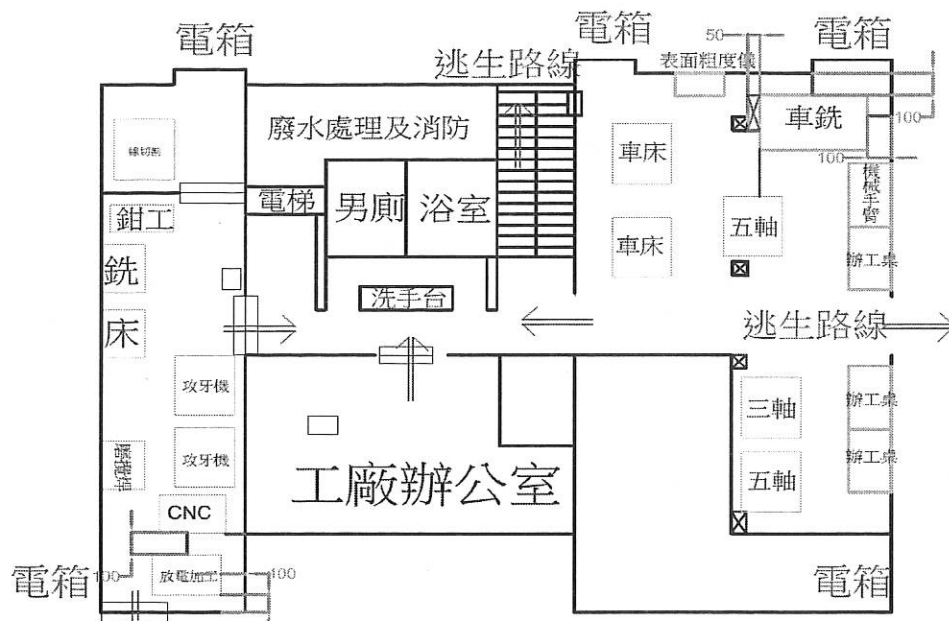 電箱
電箱
50
電箱
逃生路線
表面粗度儀
廢水處理及消防
車銑
100
線切割
車床
100
電梯
男廁
浴室
機械手臂
鉗工
五軸
銑床
車床
辦工桌
洗手台
逃生路線
攻牙機
三軸
辦工桌
攻牙機
工廠辦公室
五軸
辦工桌
CNC
電箱
100
放電加工
100
電箱